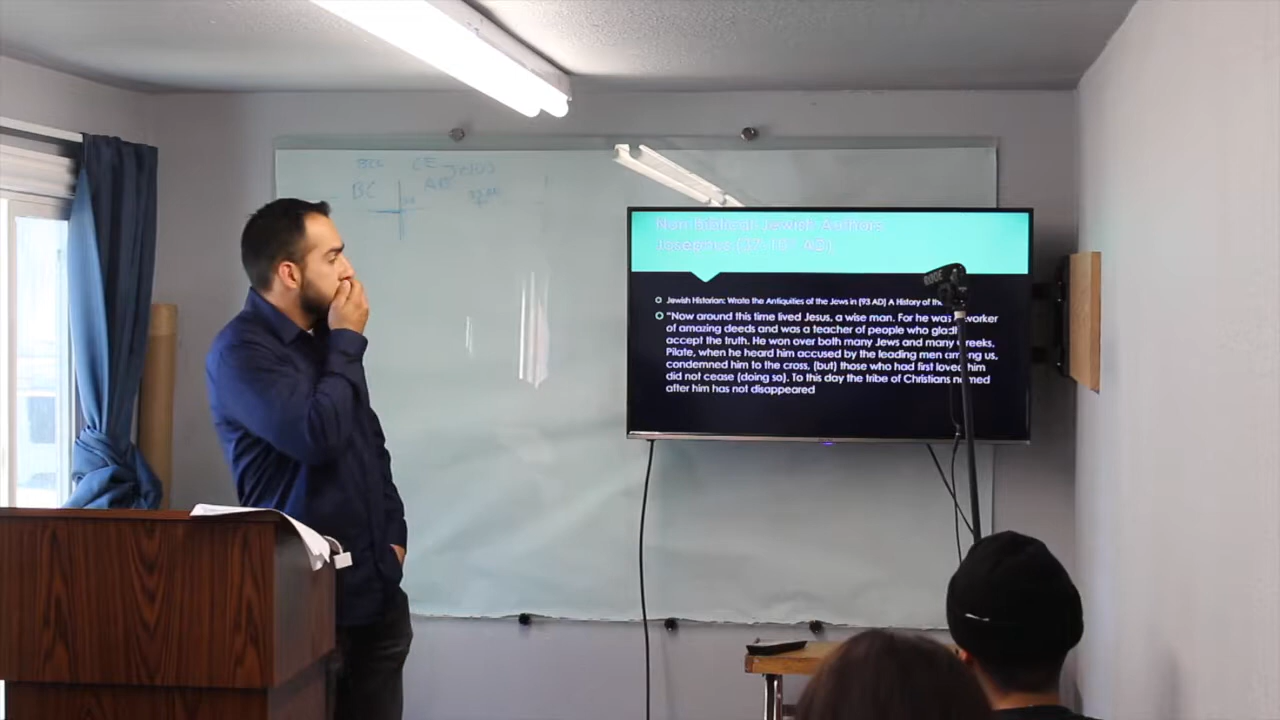 BCE CE JESUS
BC AD
Non Biblical Jewish Authors
Josephus (37-101 AD)
RODE
Jewish Historian: Wrote the Antiquities of the Jews in (93 AD) A History of the
"Now around this time lived Jesus, a wise man. For he was worker
of amazing deeds and was a teacher of people who gladly
accept the truth. He won over both many Jews and many Greeks.
Pilate, when he heard him accused by the leading men among us,
condemned him to the cross, (but) those who had first loved him
did not cease (doing so). To this day the tribe of Christians named
after him has not disappeared